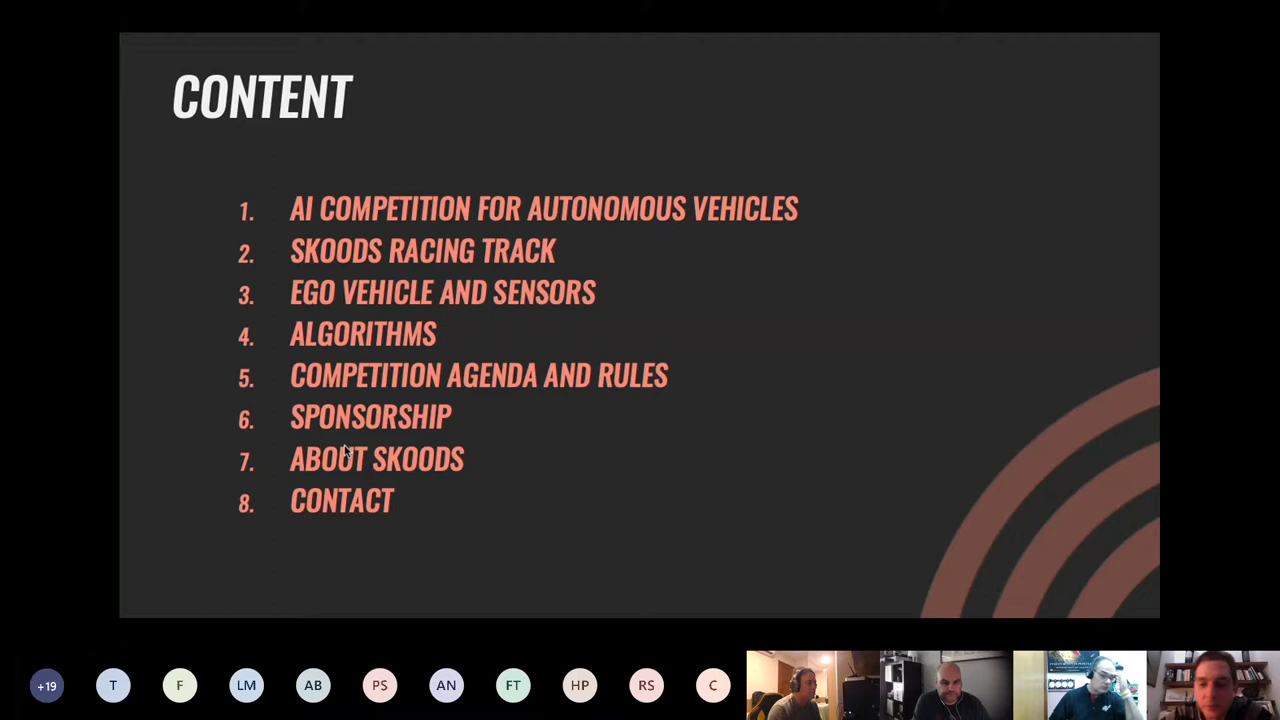 CONTENT
1. AI COMPETITION FOR AUTONOMOUS VEHICLES
2. SKOODS RACING TRACK
3. EGO VEHICLE AND SENSORS
4. ALGORITHMS
5. COMPETITION AGENDA AND RULES
6. SPONSORSHIP
7. ABOUT SKOODS
8. CONTACT
+19 T F LM AB PS AN FT HP RS C